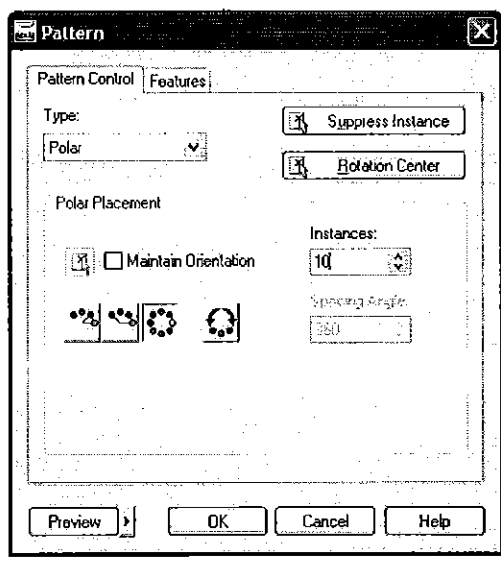 Pattern
Pattern Control Features
Type:
Polar
Suppress Instance
Rotation Center
Polar Placement
Maintain Orientation
Instances:
10
Spacing Angle:
360
Preview OK Cancel Help